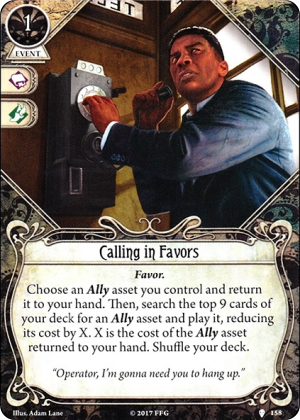 1
EVENT
TELE
Calling in Favors
Favor.
Choose an Ally asset you control and return
it to your hand. Then, search the top 9 cards of
your deck for an Ally asset and play it, reducing
its cost by X. X is the cost of the Ally asset
returned to your hand. Shuffle your deck.
"Operator, I'm gonna need you to hang up."
Illus. Adam Lane
© 2017 FFG
158